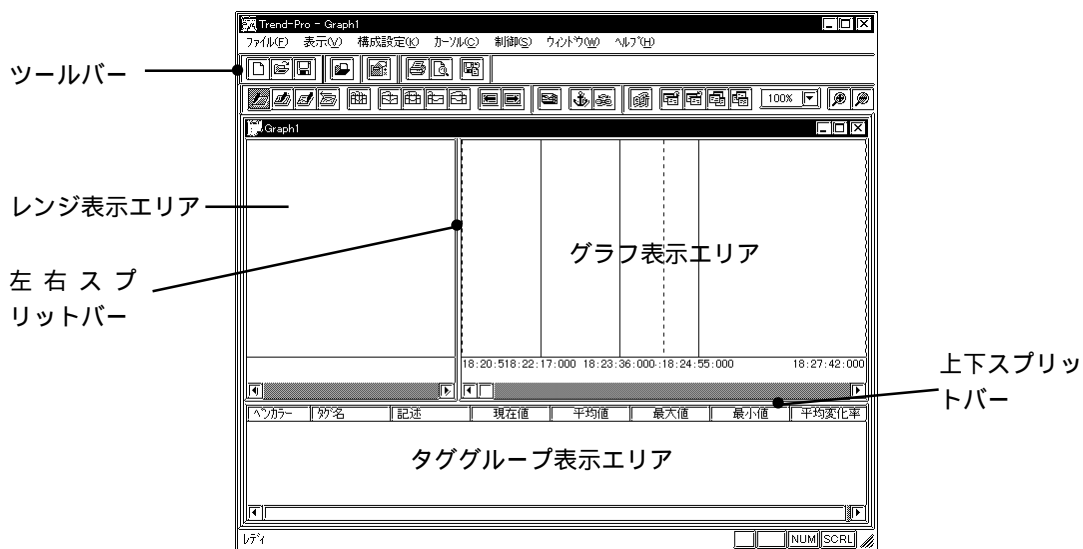 Trend-Pro - Graph1
ﾌｧｲﾙ(F) 表示(V) 構成設定(K) ｶｰｿﾙ(C) 制御(S) ｳｨﾝﾄﾞｳ(W) ﾍﾙﾌﾟ(H)
ツールバー
100%
Graph1
レンジ表示エリア
グラフ表示エリア
左右スプ
リットバー
18:20:518:22:17:000 18:23:36:000:18:24:55:000 18:27:42:000
上下スプリッ
トバー
ﾍﾟﾝｶﾗｰ ﾀｸﾞ名 記述 現在値 平均値 最大値 最小値 平均変化率
タググループ表示エリア
ﾚﾃﾞｨ NUM SCRL